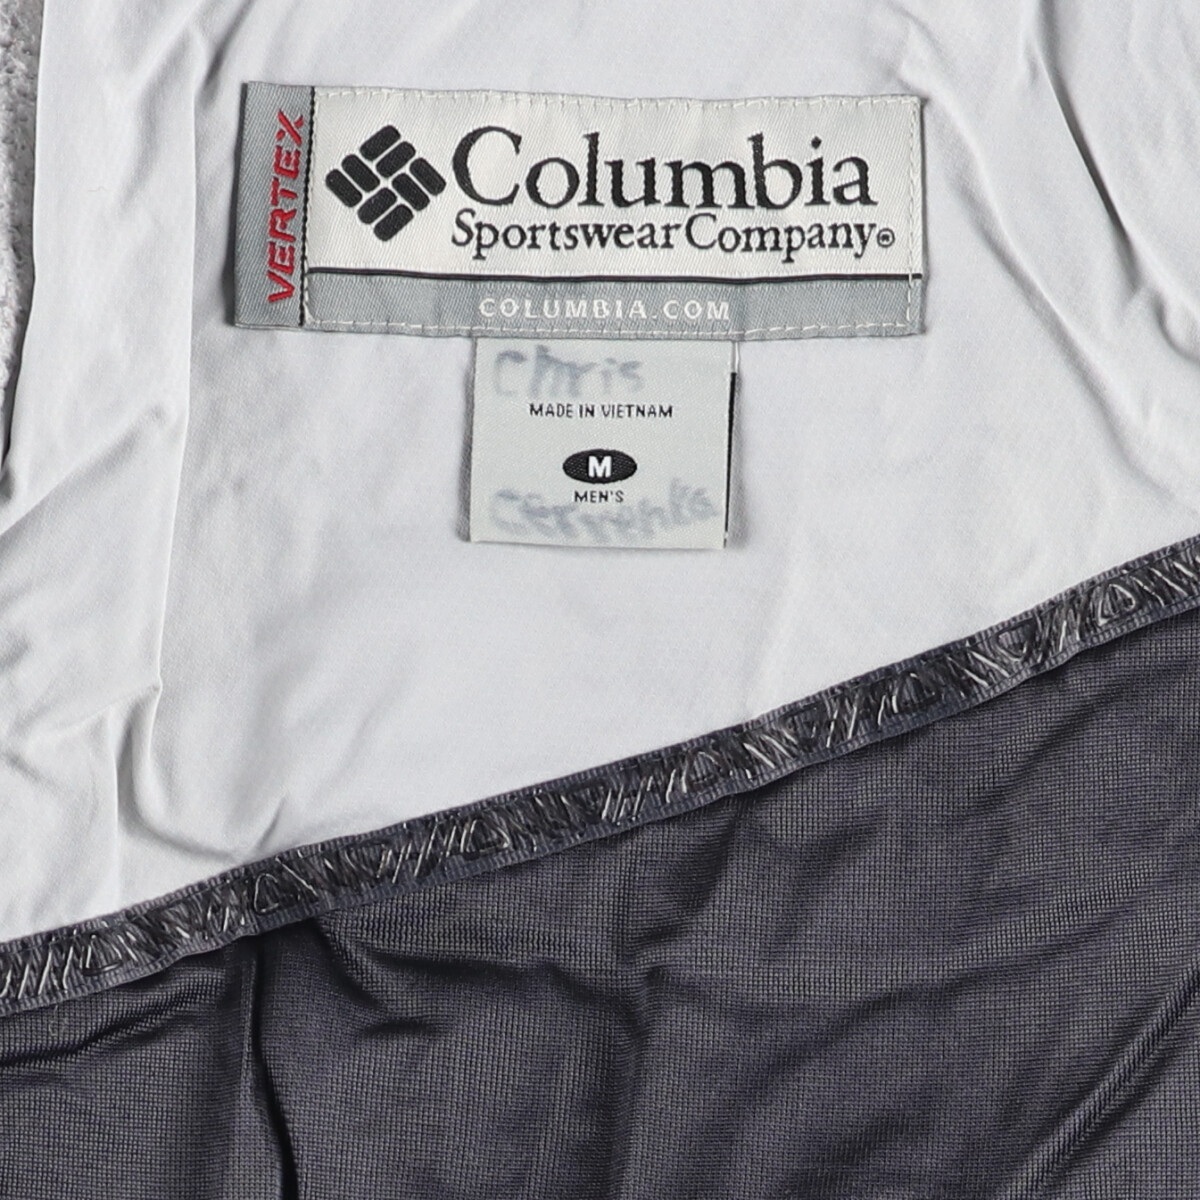 VERTEX
Columbia
Sportswear Company®
COLUMBIA.COM
Chris
MADE IN VIETNAM
M
MEN'S